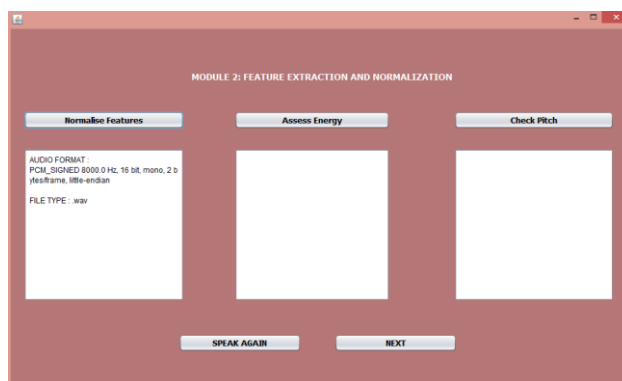 MODULE 2: FEATURE EXTRACTION AND NORMALIZATION
Normalise Features
Assess Energy
Check Pitch
AUDIO FORMAT :
PCM_SIGNED 8000.0 Hz, 16 bit, mono, 2 b
ytes/frame, little-endian
FILE TYPE : .wav
SPEAK AGAIN
NEXT